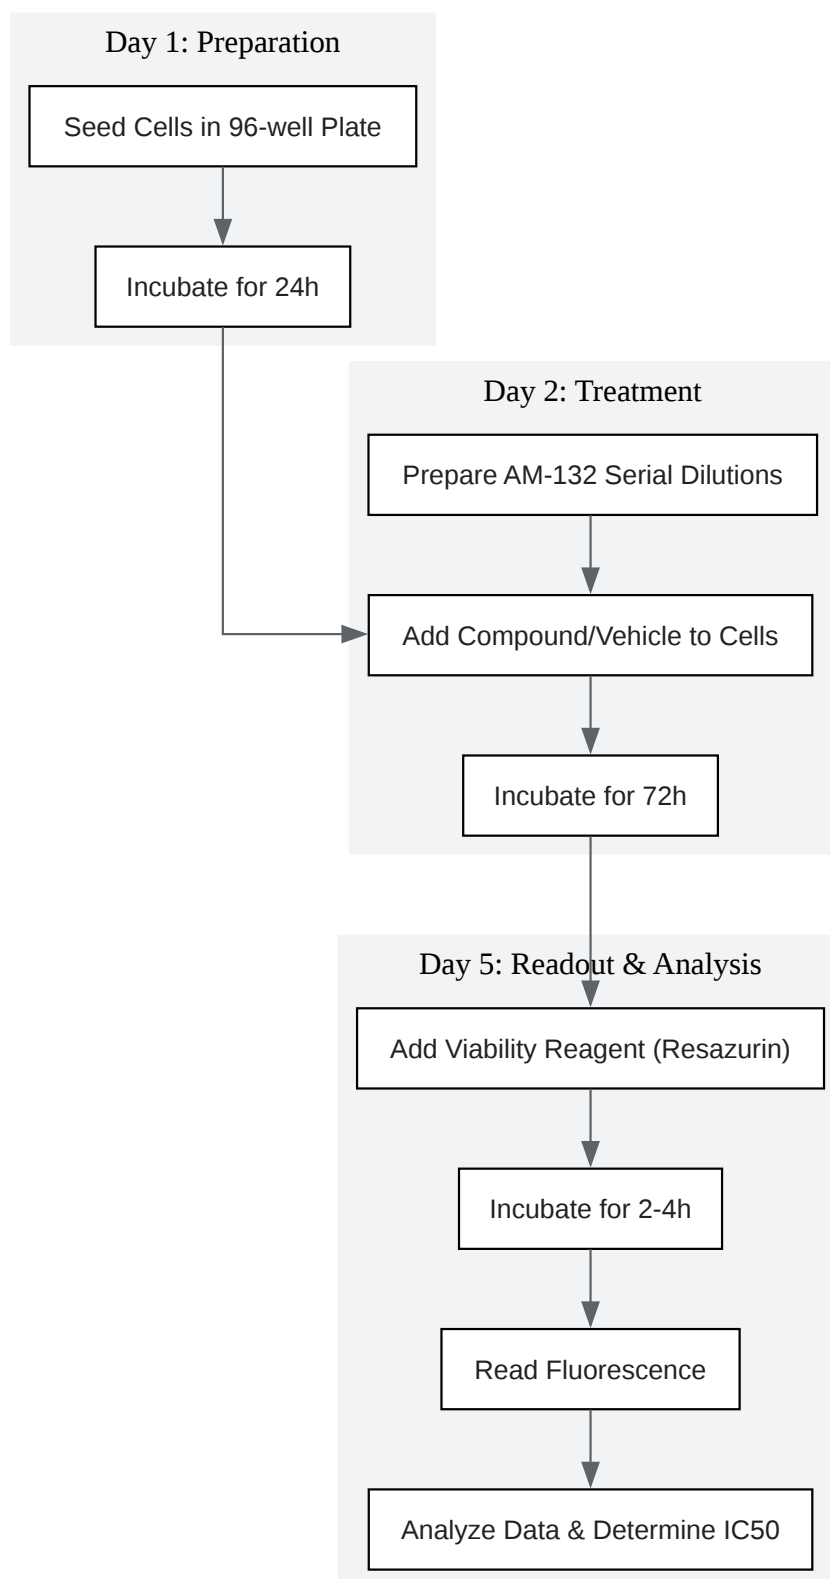 Day 1: Preparation
Seed Cells in 96-well Plate
Incubate for 24h
Day 2: Treatment
Prepare AM-132 Serial Dilutions
Add Compound/Vehicle to Cells
Incubate for 72h
Day 5: Readout & Analysis
Add Viability Reagent (Resazurin)
Incubate for 2-4h
Read Fluorescence
Analyze Data & Determine IC50